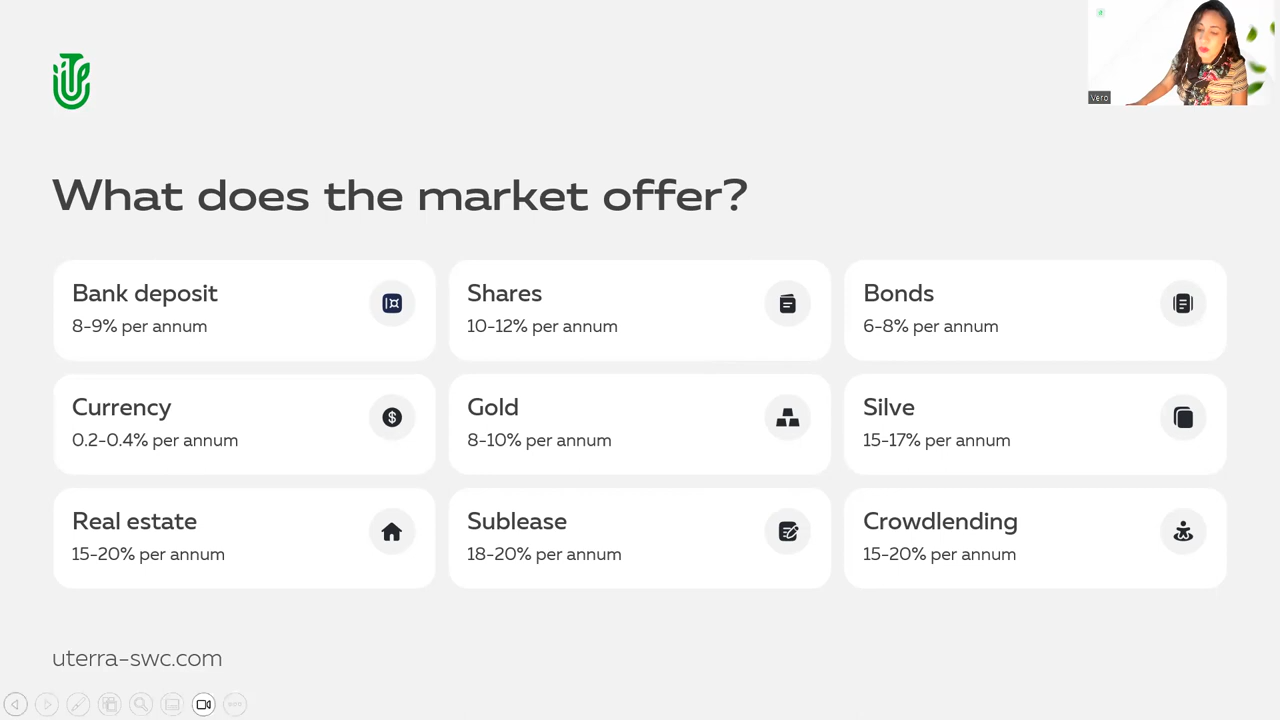 Vero
What does the market offer?
Bank deposit
8-9% per annum
Shares
10-12% per annum
Bonds
6-8% per annum
Currency
0.2-0.4% per annum
Gold
8-10% per annum
Silve
15-17% per annum
Real estate
15-20% per annum
Sublease
18-20% per annum
Crowdlending
15-20% per annum
uterra-swc.com